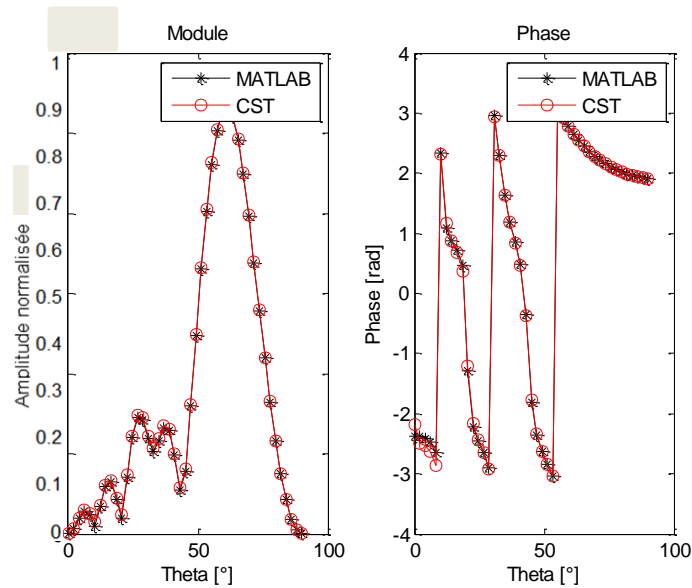 Module
Amplitude normalisée
1
0.9
0.8
0.7
0.6
0.5
0.4
0.3
0.2
0.1
0
MATLAB
CST
0
50
100
Theta [°]
Phase
Phase [rad]
4
3
2
1
0
-1
-2
-3
-4
MATLAB
CST
0
50
100
Theta [°]